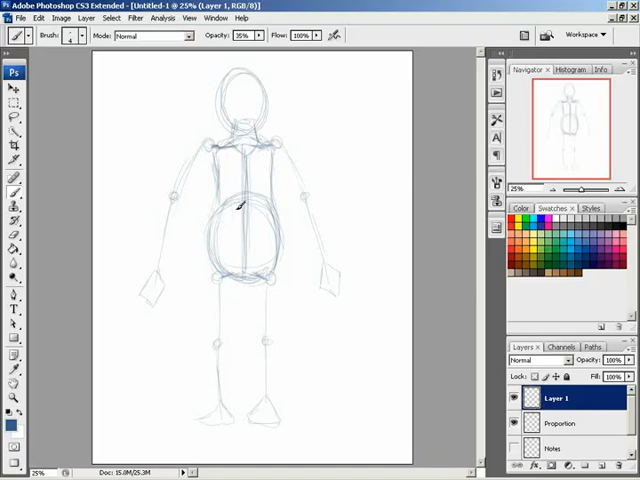 Adobe Photoshop CS3 Extended - [Untitled-1 @ 25% (Layer 1, RGB/8)]
File Edit Image Layer Select Filter Analysis View Window Help
Brush: 4 Mode: Normal Opacity: 35% Flow: 100% Workspace
Ps
Navigator Histogram Info
25%
Color Swatches Styles
Layers Channels Paths
Normal Opacity: 100%
Lock: Fill: 100%
Layer 1
Proportion
Notes
25% Doc: 15.0M/25.3M